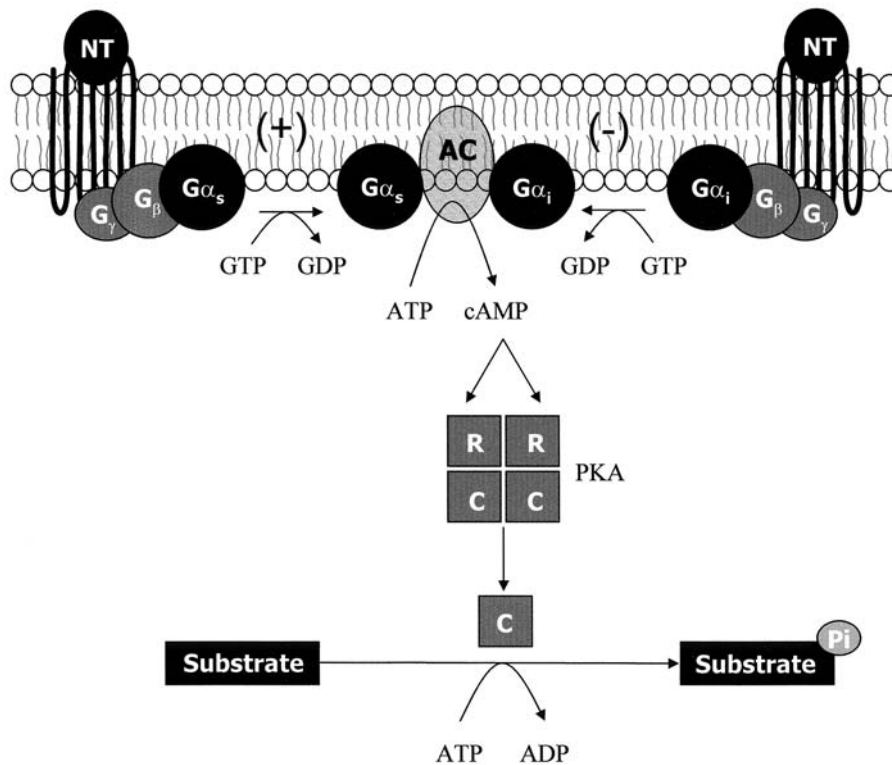 NT NT
(+) AC (-)
Gγ Gβ Gαs Gαs Gαi Gαi Gβ Gγ
GTP GDP GDP GTP
ATP cAMP
R R
PKA
C C
C
Substrate Substrate Pi
ATP ADP